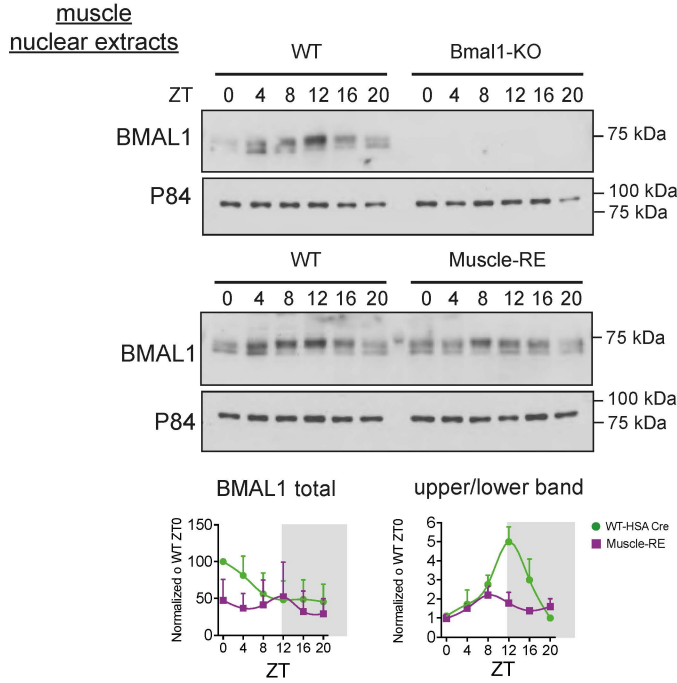 muscle
nuclear extracts
WT Bmal1-KO
ZT 0 4 8 12 16 20 0 4 8 12 16 20
BMAL1 75 kDa
P84 100 kDa
75 kDa
WT Muscle-RE
0 4 8 12 16 20 0 4 8 12 16 20
BMAL1 75 kDa
P84 100 kDa
75 kDa
BMAL1 total
Normalized o WT ZT0
150
100
50
0
0 4 8 12 16 20
ZT
upper/lower band
Normalized o WT ZT0
6
5
4
3
2
1
0
0 4 8 12 16 20
ZT
WT-HSA Cre
Muscle-RE